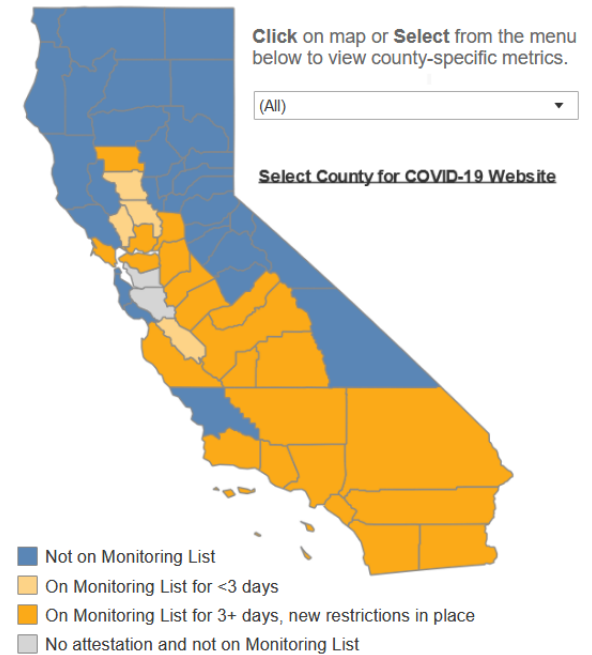 Click on map or Select from the menu
below to view county-specific metrics.
(All)
Select County for COVID-19 Website
Not on Monitoring List
On Monitoring List for <3 days
On Monitoring List for 3+ days, new restrictions in place
No attestation and not on Monitoring List